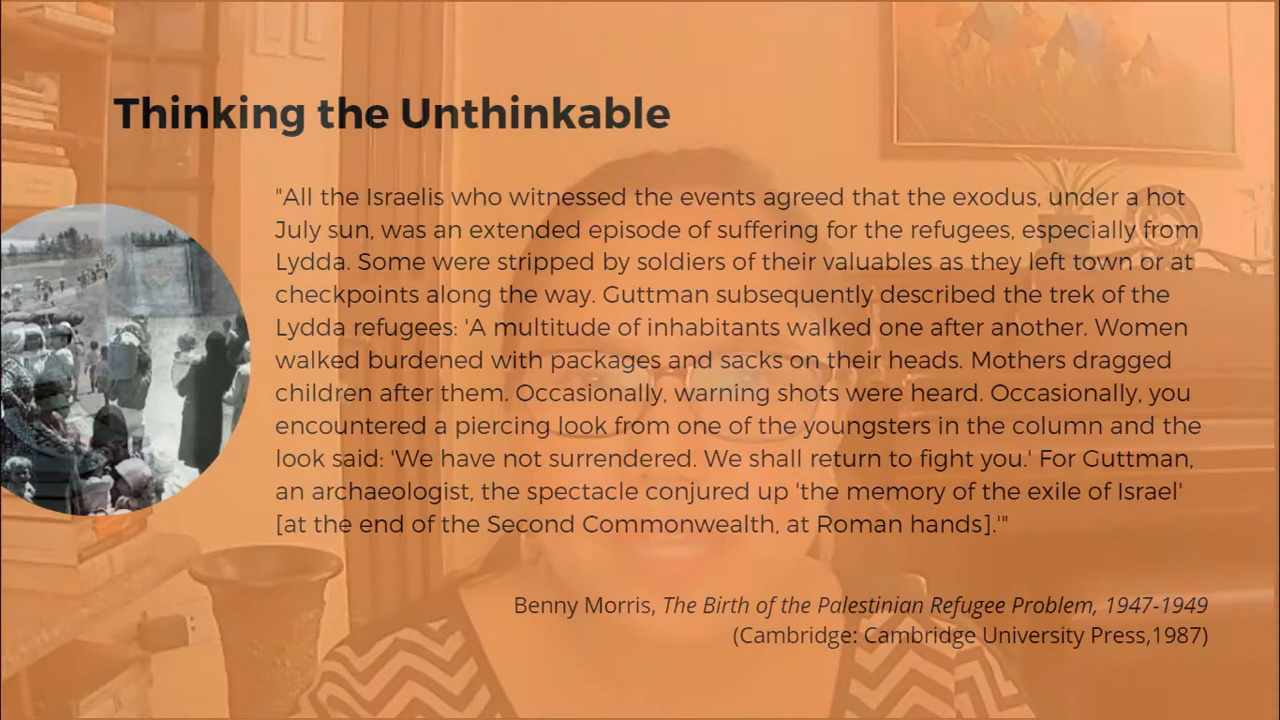 Thinking the Unthinkable
"All the Israelis who witnessed the events agreed that the exodus, under a hot
July sun, was an extended episode of suffering for the refugees, especially from
Lydda. Some were stripped by soldiers of their valuables as they left town or at
checkpoints along the way. Guttman subsequently described the trek of the
Lydda refugees: 'A multitude of inhabitants walked one after another. Women
walked burdened with packages and sacks on their heads. Mothers dragged
children after them. Occasionally, warning shots were heard. Occasionally, you
encountered a piercing look from one of the youngsters in the column and the
look said: 'We have not surrendered. We shall return to fight you.' For Guttman,
an archaeologist, the spectacle conjured up 'the memory of the exile of Israel'
[at the end of the Second Commonwealth, at Roman hands].'"
Benny Morris, The Birth of the Palestinian Refugee Problem, 1947-1949
(Cambridge: Cambridge University Press,1987)